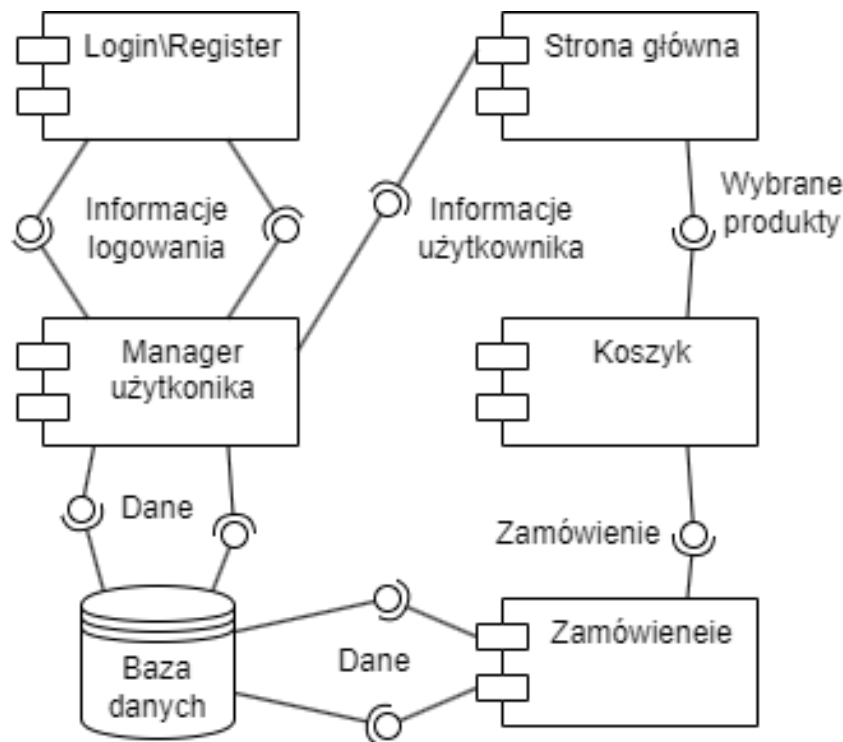 Login\Register
Strona główna
Informacje
logowania
Informacje
użytkownika
Wybrane
produkty
Manager
użytkonika
Koszyk
Dane
Zamówienie
Baza
danych
Dane
Zamówieneie